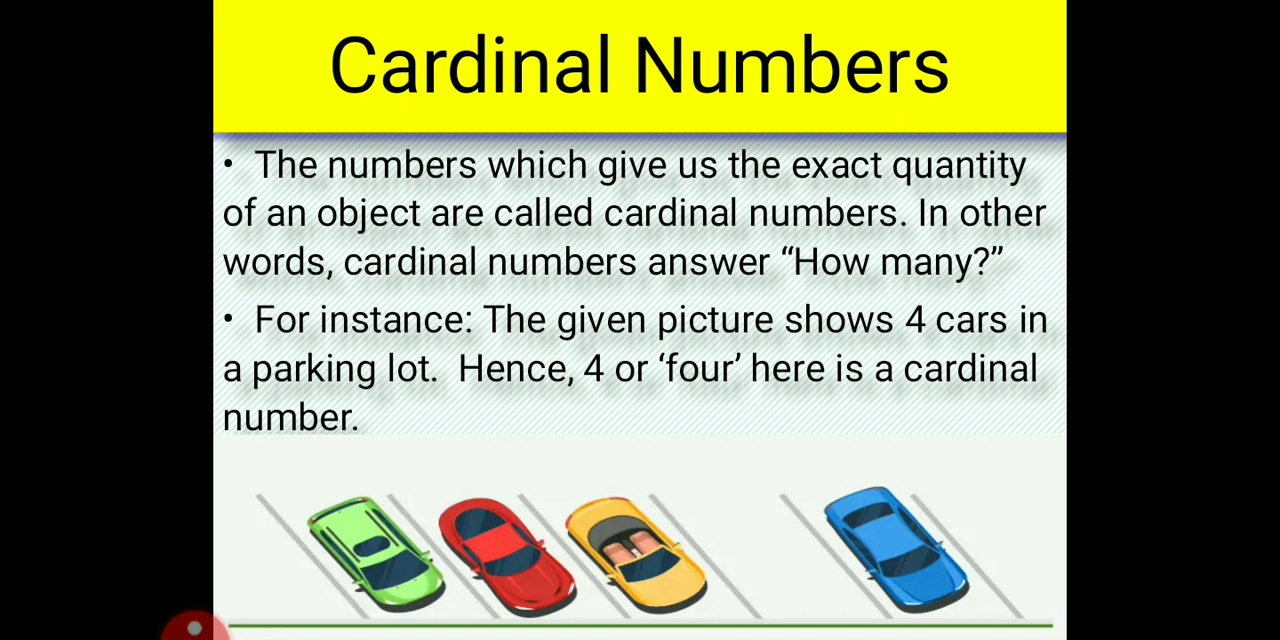 Cardinal Numbers
• The numbers which give us the exact quantity
of an object are called cardinal numbers. In other
words, cardinal numbers answer “How many?”
• For instance: The given picture shows 4 cars in
a parking lot.  Hence, 4 or ‘four’ here is a cardinal
number.